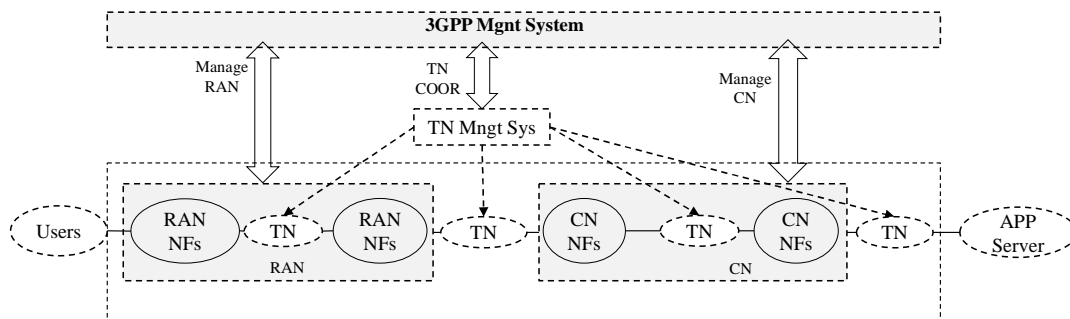 3GPP Mgnt System
Manage
RAN
TN
COOR
Manage
CN
TN Mngt Sys
Users
RAN
NFs
TN
RAN
NFs
TN
CN
NFs
TN
CN
NFs
TN
APP
Server
RAN
CN